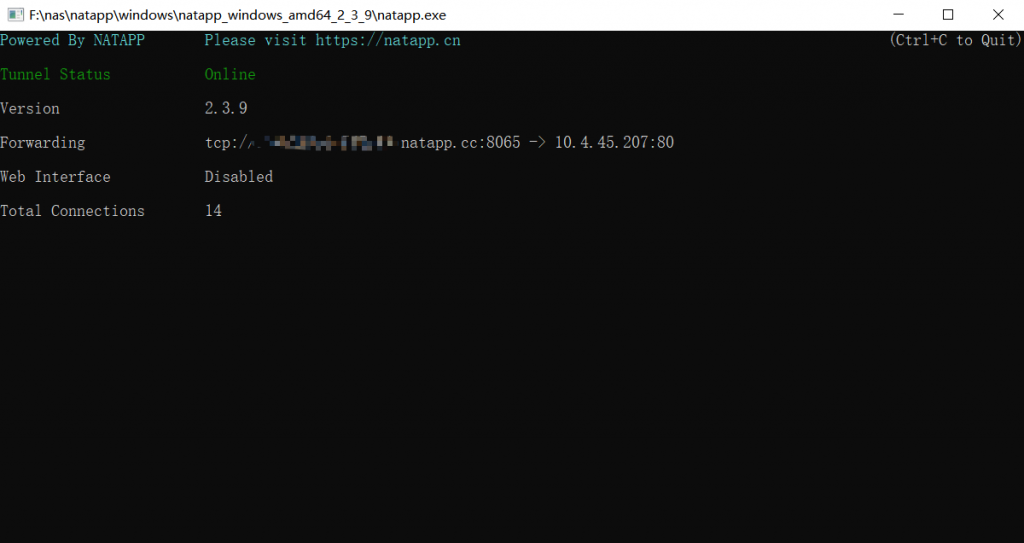 F:\nas\natapp\windows\natapp_windows_amd64_2_3_9\natapp.exe
Powered By NATAPP Please visit https://natapp.cn (Ctrl+C to Quit)
Tunnel Status Online
Version 2.3.9
Forwarding tcp:/ natapp.cc:8065 -> 10.4.45.207:80
Web Interface Disabled
Total Connections 14